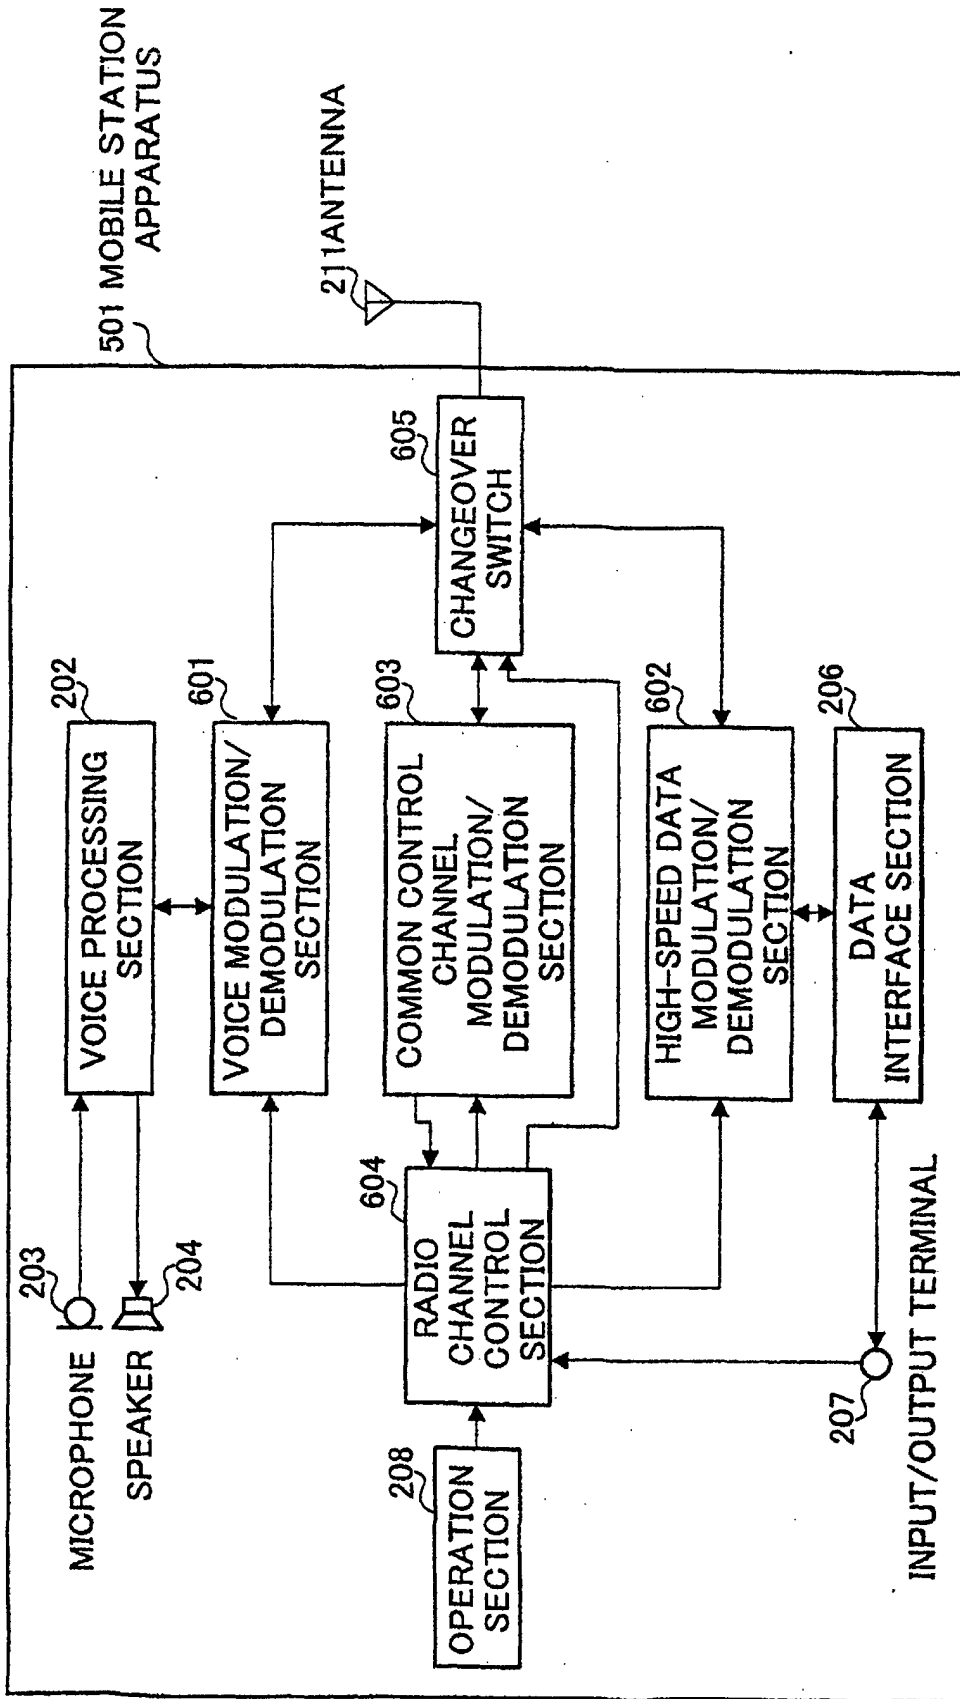 501 MOBILE STATION
APPARATUS
211 ANTENNA
MICROPHONE
203
SPEAKER
204
202
VOICE PROCESSING
SECTION
601
VOICE MODULATION/
DEMODULATION
SECTION
605
CHANGEOVER
SWITCH
603
COMMON CONTROL
CHANNEL
MODULATION/
DEMODULATION
SECTION
604
RADIO
CHANNEL
CONTROL
SECTION
208
OPERATION
SECTION
602
HIGH-SPEED DATA
MODULATION/
DEMODULATION
SECTION
206
DATA
INTERFACE SECTION
207
INPUT/OUTPUT TERMINAL